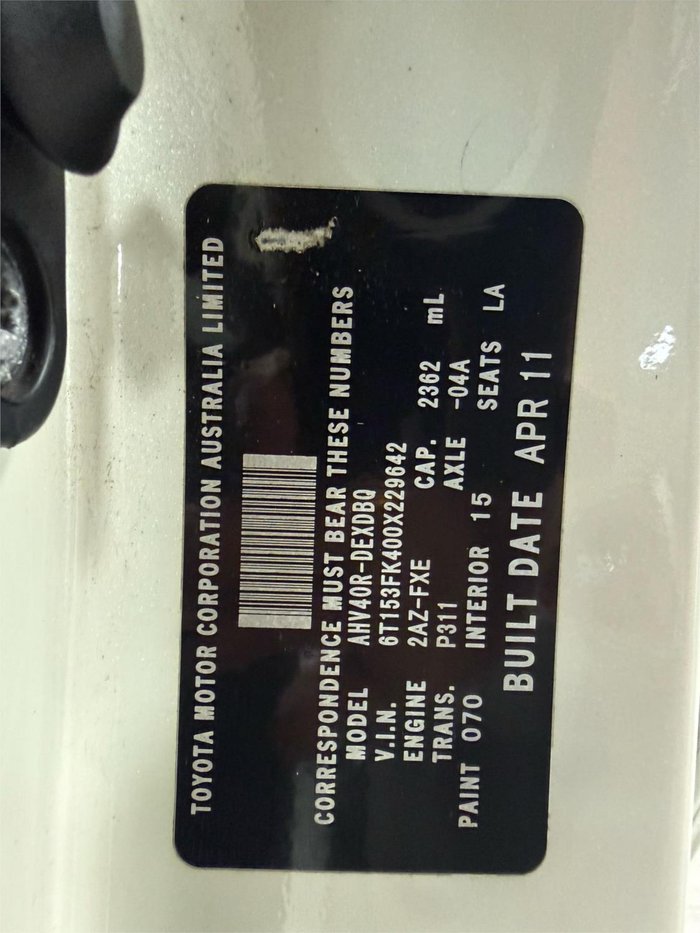 TOYOTA MOTOR CORPORATION AUSTRALIA LIMITED
CORRESPONDENCE MUST BEAR THESE NUMBERS
MODEL AHV40R-DEXDBQ
V.I.N. 6T153FK400X229642
ENGINE 2AZ-FXE CAP. 2362 mL
TRANS. P311 AXLE -04A
PAINT 070 INTERIOR 15 SEATS LA
BUILT DATE APR 11